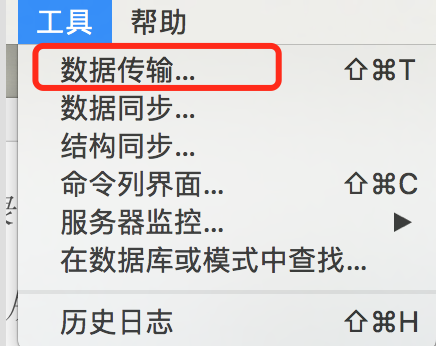 工具 帮助
数据传输... ⇧⌘T
数据同步...
结构同步...
命令列界面... ⇧⌘C
服务器监控... ▶
在数据库或模式中查找...
历史日志 ⇧⌘H